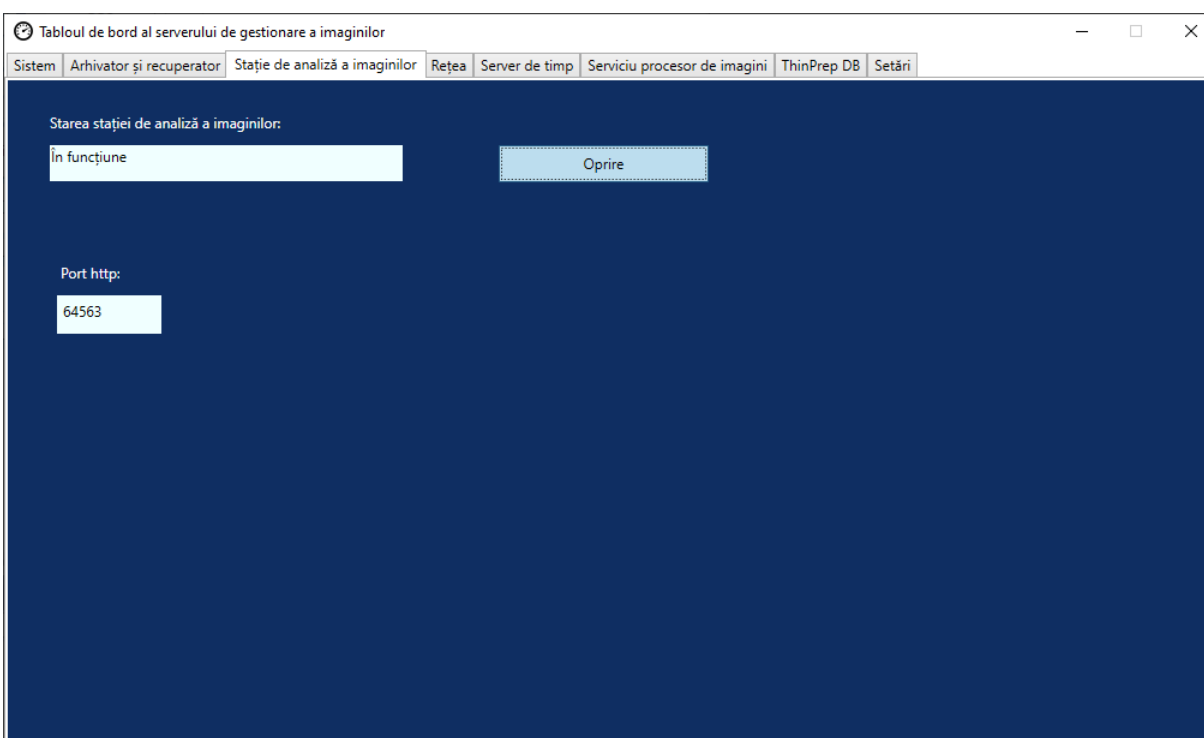 Tabloul de bord al serverului de gestionare a imaginilor
Sistem Arhivator și recuperator Stație de analiză a imaginilor Rețea Server de timp Serviciu procesor de imagini ThinPrep DB Setări
Starea stației de analiză a imaginilor:
În funcțiune Oprire
Port http:
64563